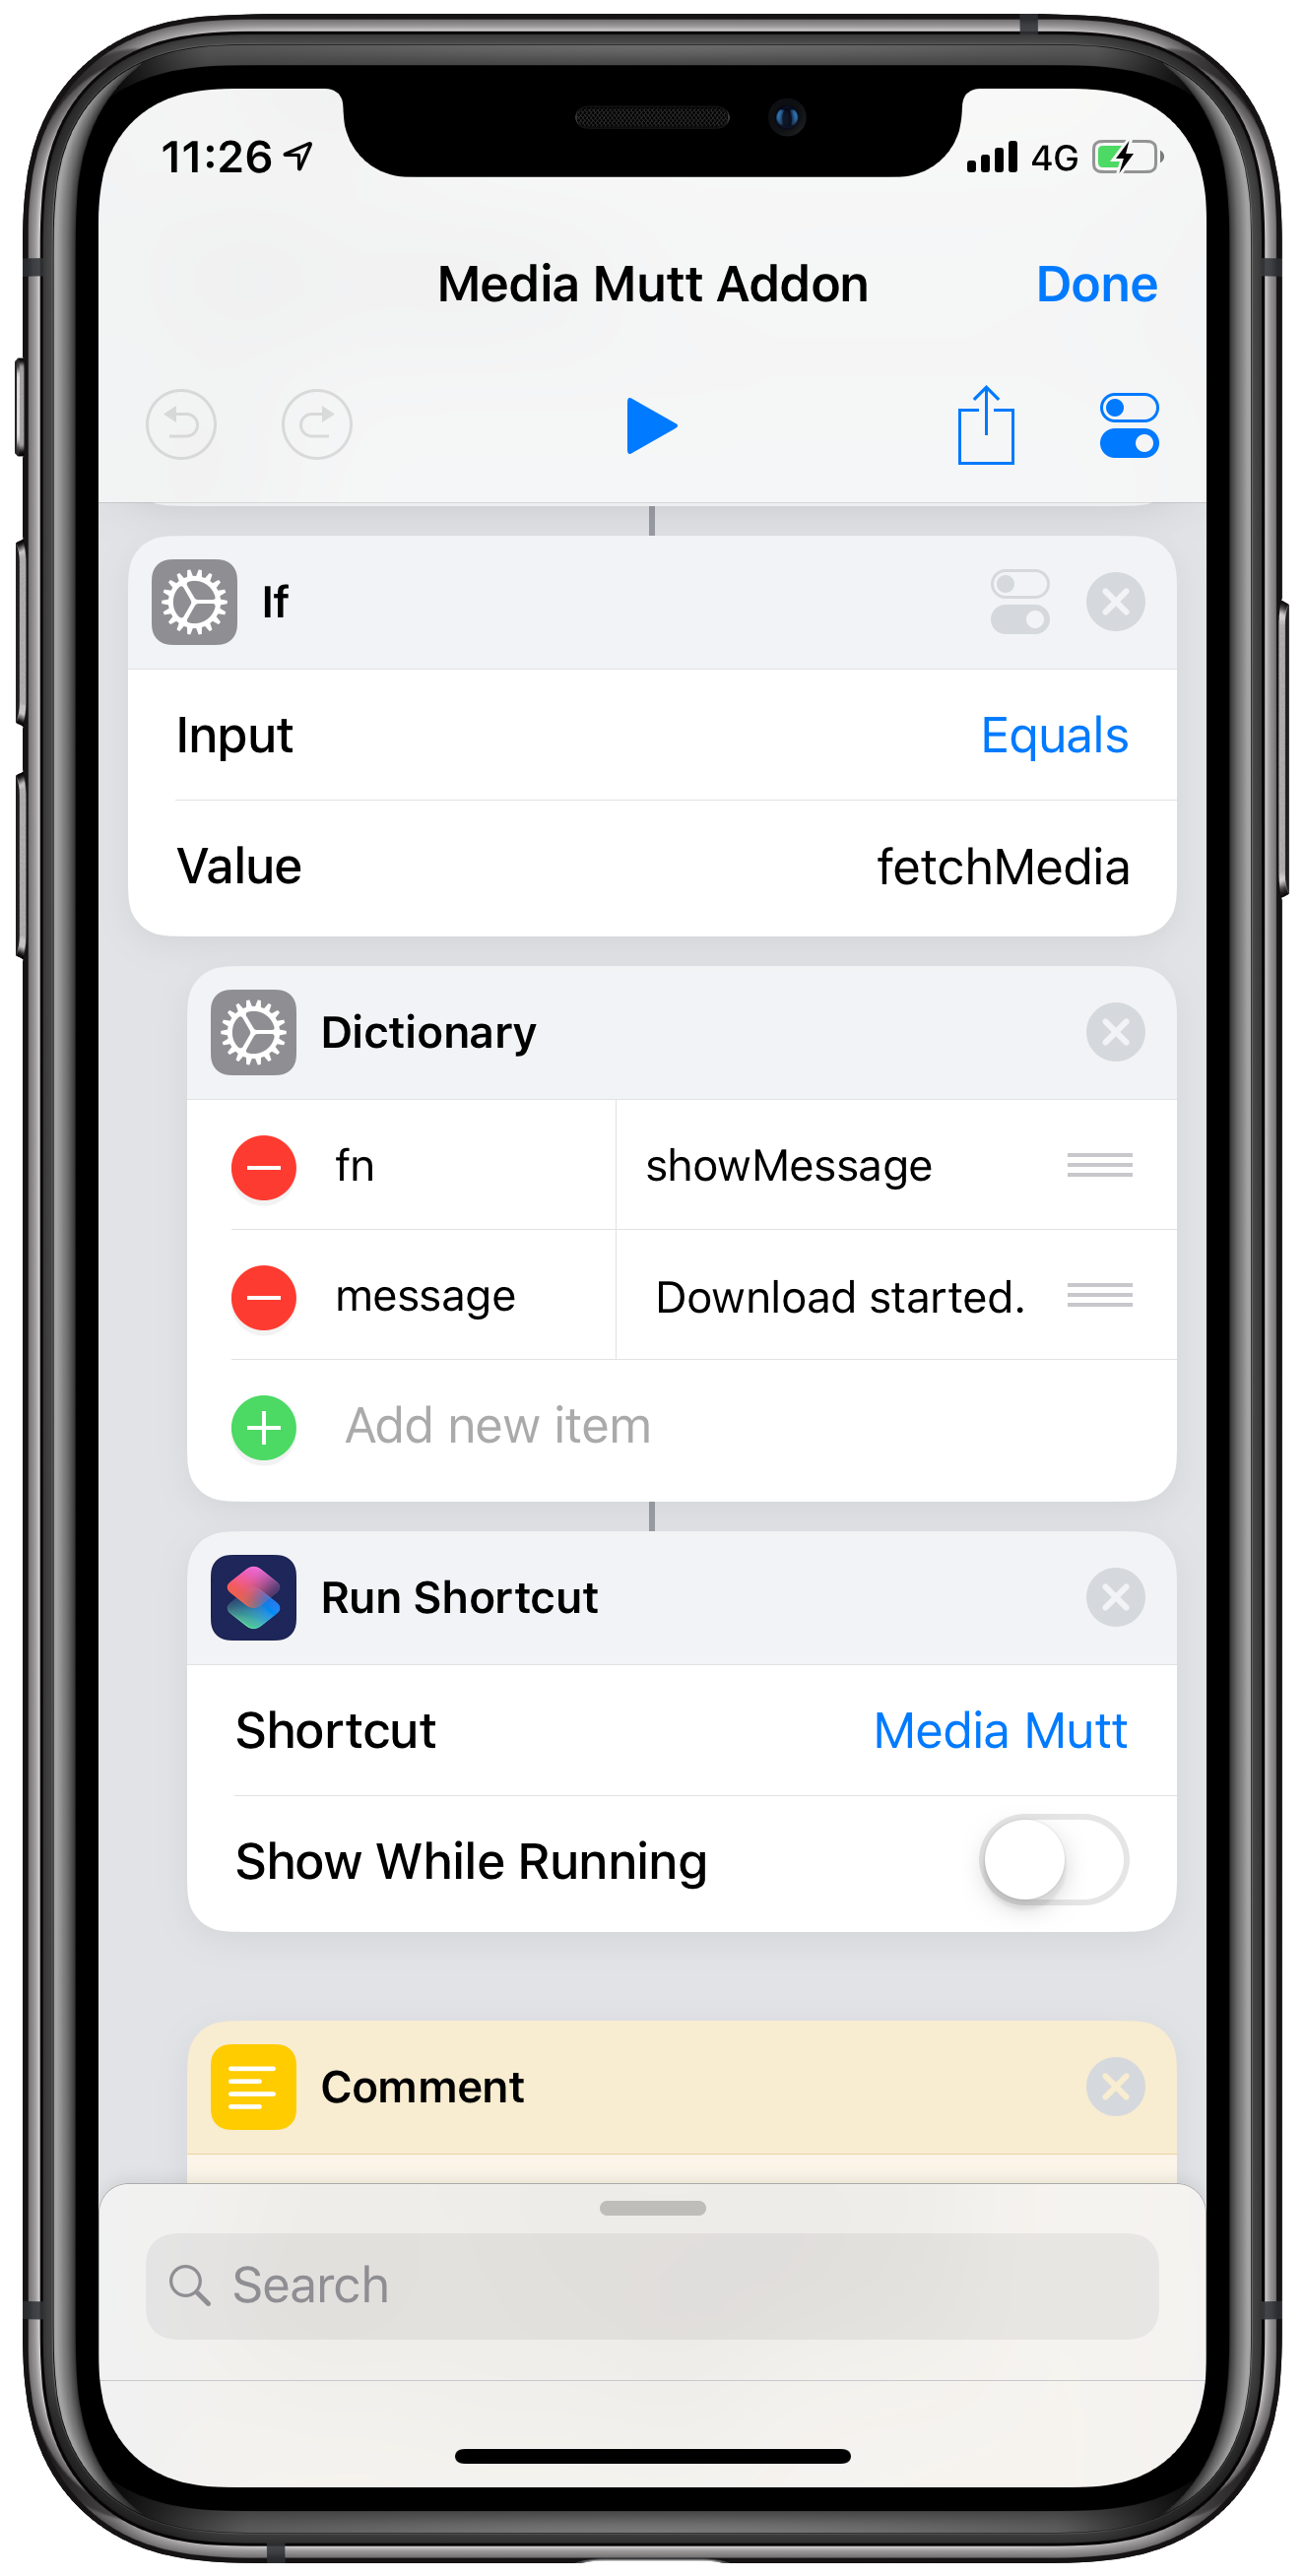 11:26
4G
Media Mutt Addon
Done
If
Input Equals
Value fetchMedia
Dictionary
fn showMessage
message Download started.
Add new item
Run Shortcut
Shortcut Media Mutt
Show While Running
Comment
Search